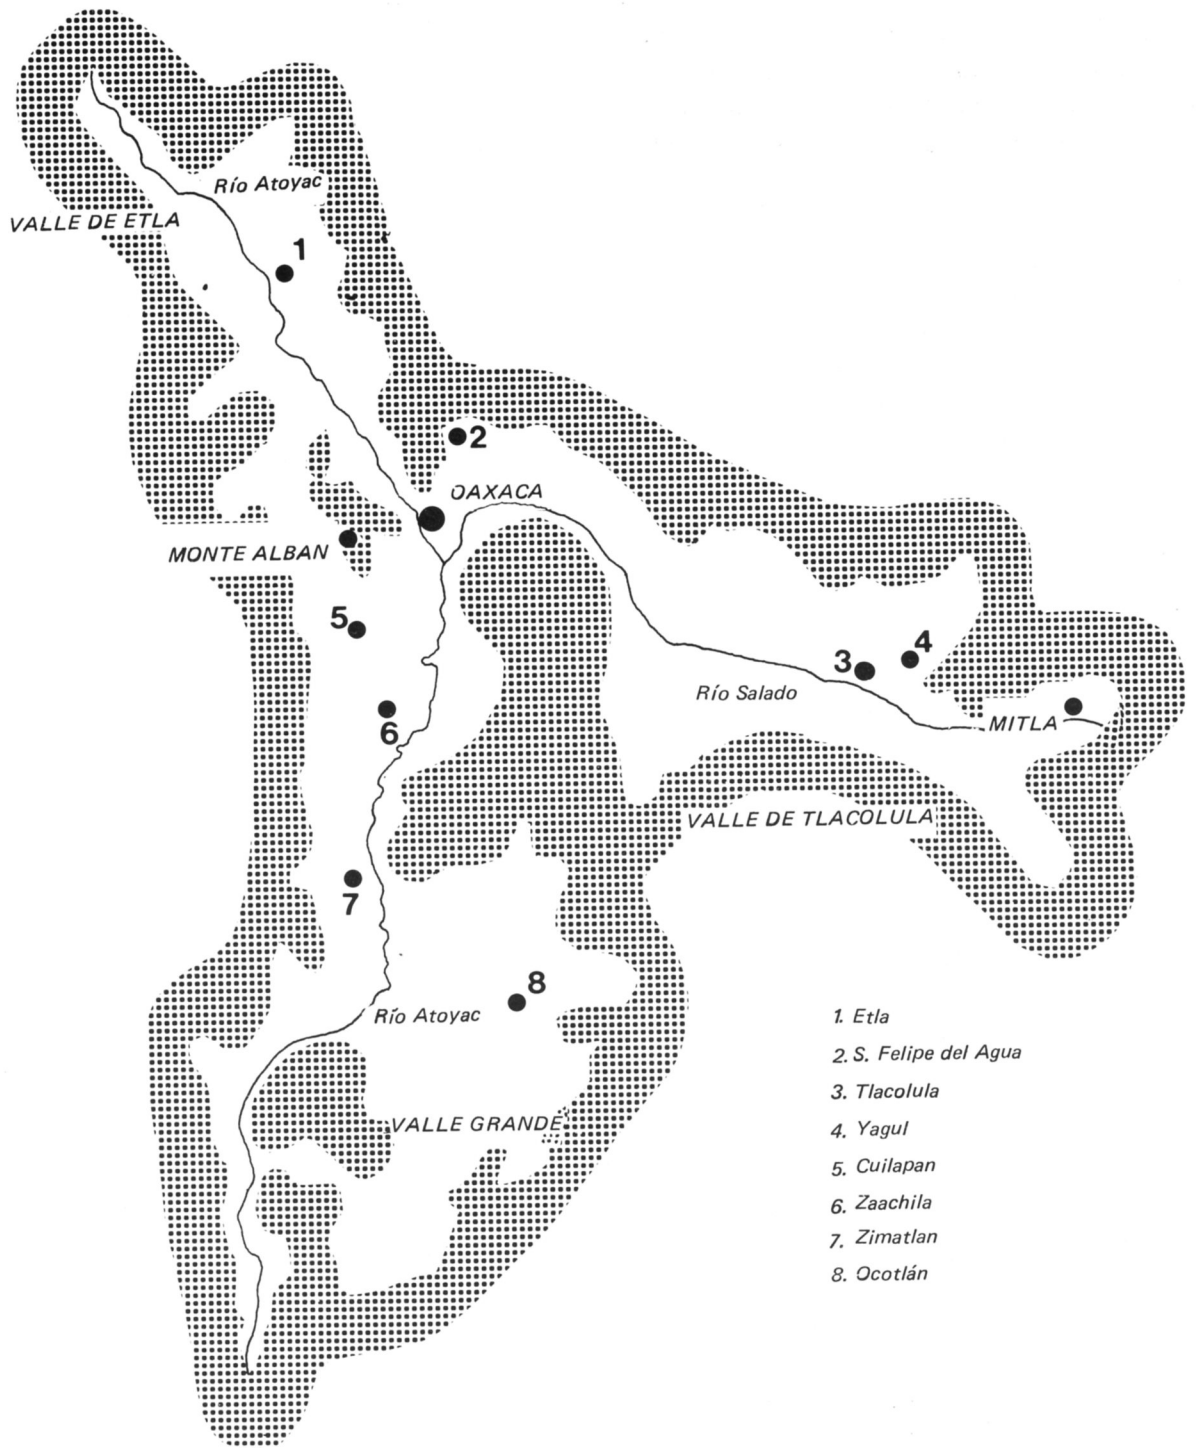 Río Atoyac
VALLE DE ETLA
1
2
OAXACA
MONTE ALBAN
5
3
4
Río Salado
6
MITLA
VALLE DE TLACOLULA
7
8
Río Atoyac
VALLE GRANDE
1. Etla
2. S. Felipe del Agua
3. Tlacolula
4. Yagul
5. Cuilapan
6. Zaachila
7. Zimatlan
8. Ocotlán